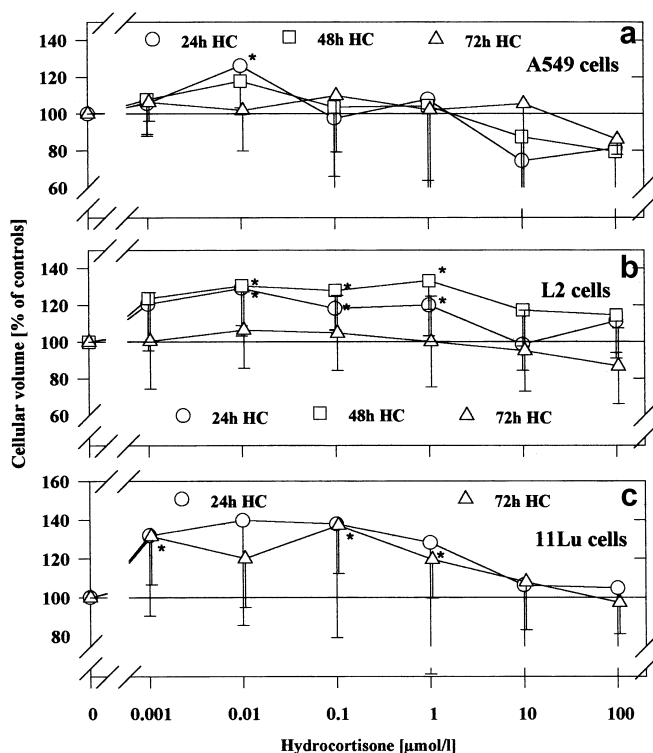 140
24h HC
48h HC
72h HC
a
120
*
A549 cells
100
80
60
Cellular volume [% of controls]
b
140
*
*
*
*
*
L2 cells
120
100
80
60
24h HC
48h HC
72h HC
160
24h HC
72h HC
c
140
*
*
*
11Lu cells
120
100
80
0
0.001
0.01
0.1
1
10
100
Hydrocortisone [μmol/l]